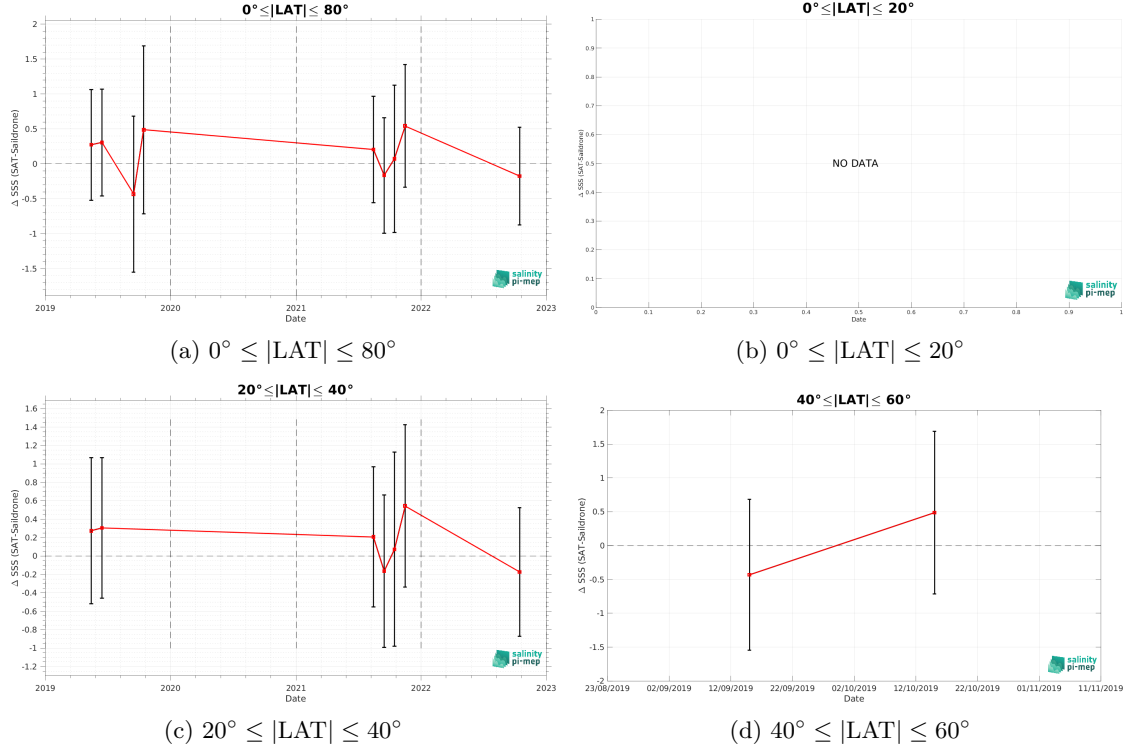 0°≤|LAT|≤ 80°
Δ SSS (SAT-Saildrone)
2
1.5
1
0.5
0
-0.5
-1
-1.5
2019 2020 2021 2022 2023
Date
salinity
pi-mep
(a) 0° ≤ |LAT| ≤ 80°
0°≤|LAT|≤ 20°
Δ SSS (SAT-Saildrone)
1
0.9
0.8
0.7
0.6
0.5
0.4
0.3
0.2
0.1
0
NO DATA
0 0.1 0.2 0.3 0.4 0.5 0.6 0.7 0.8 0.9 1
Date
salinity
pi-mep
(b) 0° ≤ |LAT| ≤ 20°
20°≤|LAT|≤ 40°
Δ SSS (SAT-Saildrone)
1.6
1.4
1.2
1
0.8
0.6
0.4
0.2
0
-0.2
-0.4
-0.6
-0.8
-1
-1.2
2019 2020 2021 2022 2023
Date
salinity
pi-mep
(c) 20° ≤ |LAT| ≤ 40°
40°≤|LAT|≤ 60°
Δ SSS (SAT-Saildrone)
2
1.5
1
0.5
0
-0.5
-1
-1.5
-2
23/08/2019 02/09/2019 12/09/2019 22/09/2019 02/10/2019 12/10/2019 22/10/2019 01/11/2019 11/11/2019
Date
salinity
pi-mep
(d) 40° ≤ |LAT| ≤ 60°